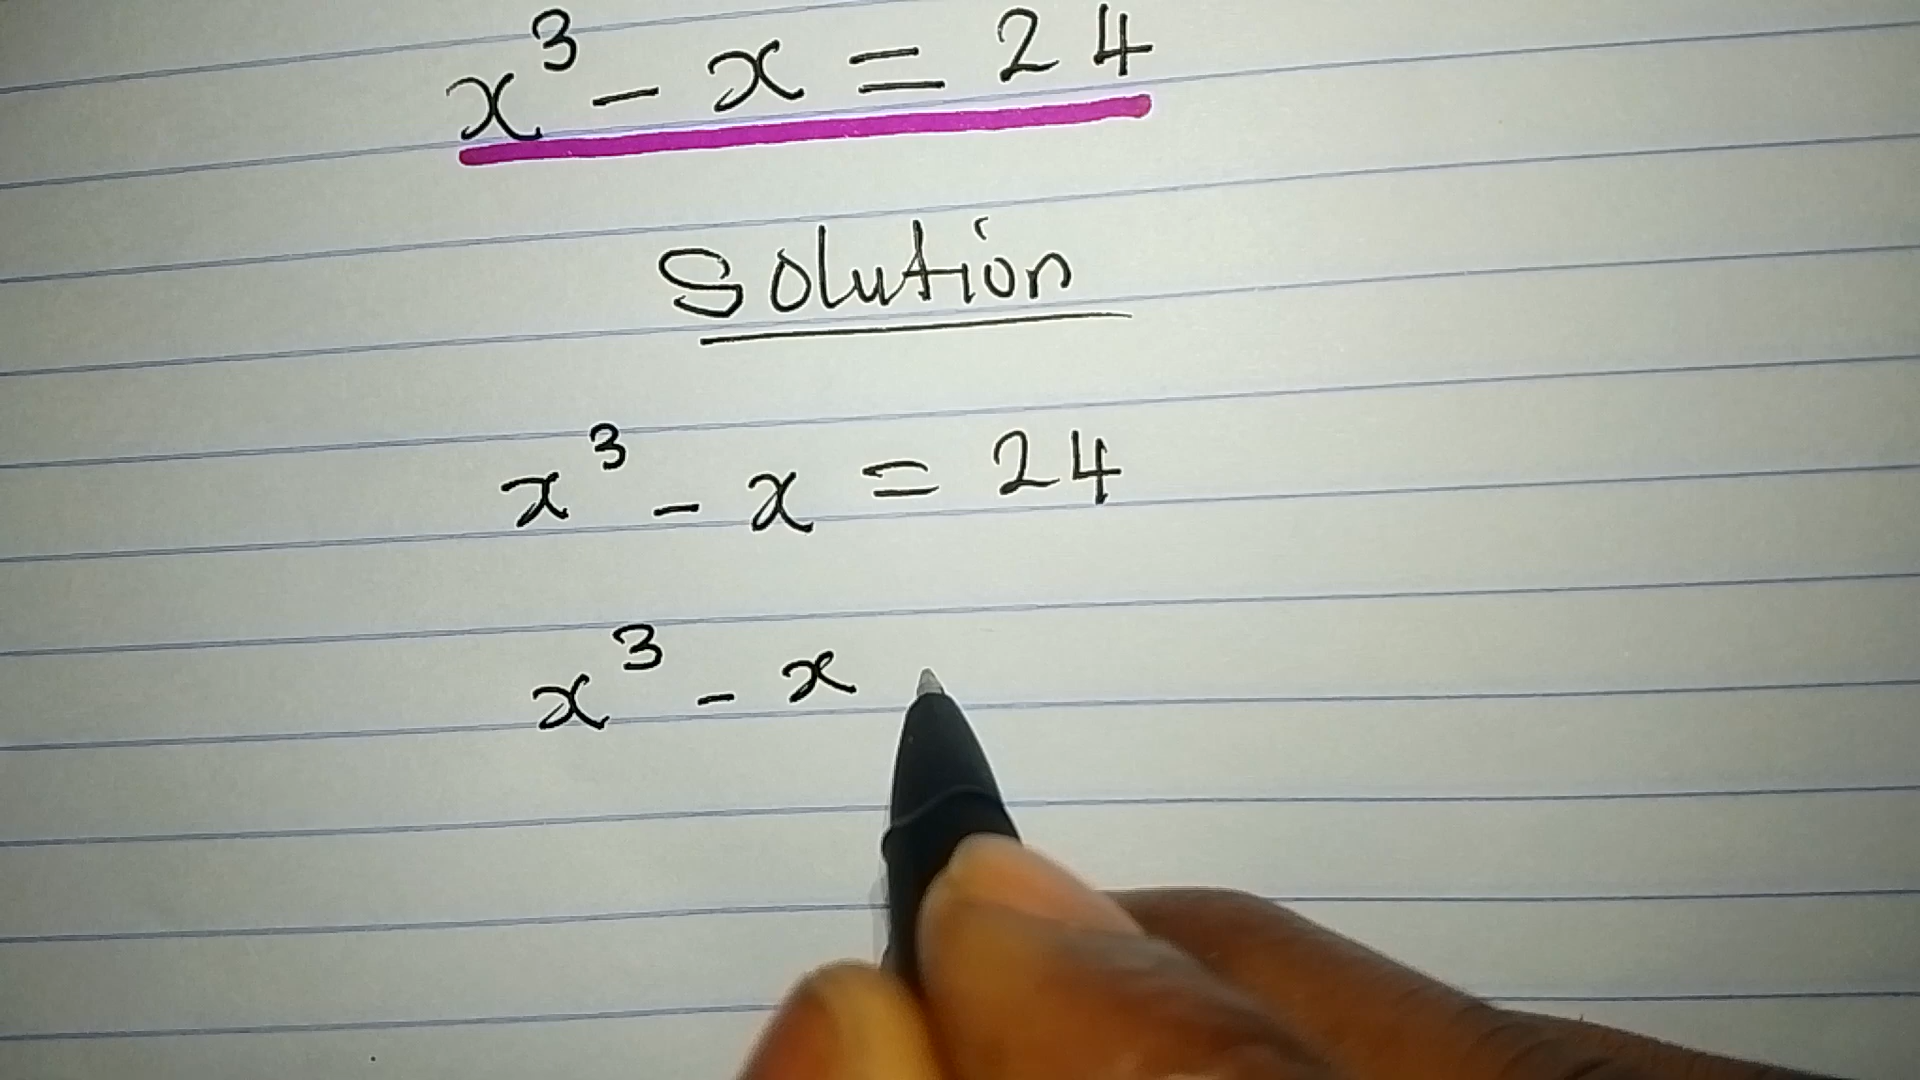 x³ - x = 24
Solution
x³ - x = 24
x³ - x